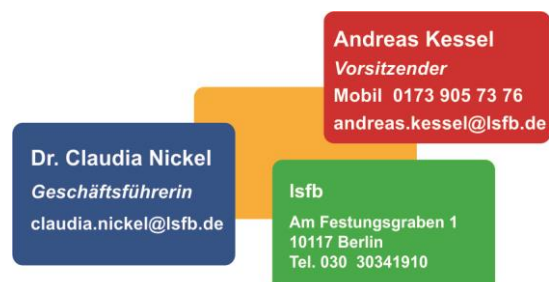 Andreas Kessel
Vorsitzender
Mobil 0173 905 73 76
andreas.kessel@lsfb.de
Dr. Claudia Nickel
Geschäftsführerin
claudia.nickel@lsfb.de
lsfb
Am Festungsgraben 1
10117 Berlin
Tel. 030 30341910